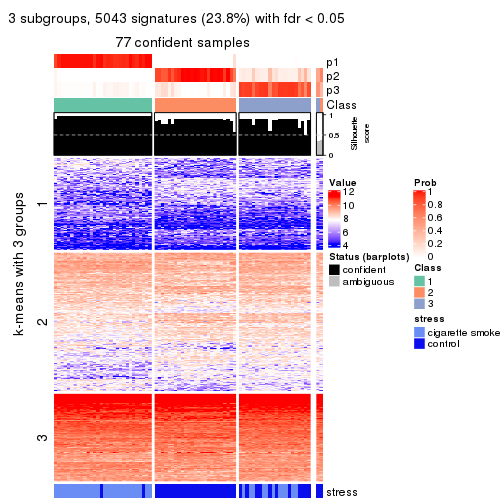 3 subgroups, 5043 signatures (23.8%) with fdr < 0.05
77 confident samples
p1
p2
p3
Class
1
0.5
0
Silhouette
score
k-means with 3 groups
1
2
3
Value
12
10
8
6
4
Status (barplots)
confident
ambiguous
Prob
1
0.8
0.6
0.4
0.2
0
Class
1
2
3
stress
cigarette smoke
control
stress